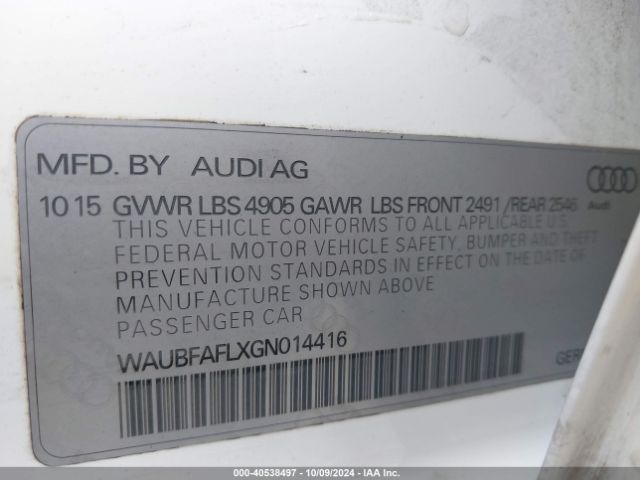 MFD. BY AUDI AG
10 15 GVWR LBS 4905 GAWR LBS FRONT 2491 /REAR 2546
Audi
THIS VEHICLE CONFORMS TO ALL APPLICABLE U.S.
FEDERAL MOTOR VEHICLE SAFETY, BUMPER AND THEFT
PREVENTION STANDARDS IN EFFECT ON THE DATE OF
MANUFACTURE SHOWN ABOVE
PASSENGER CAR
WAUBFAFLXGN014416
GER
000-40538497 - 10/09/2024 - IAA Inc.